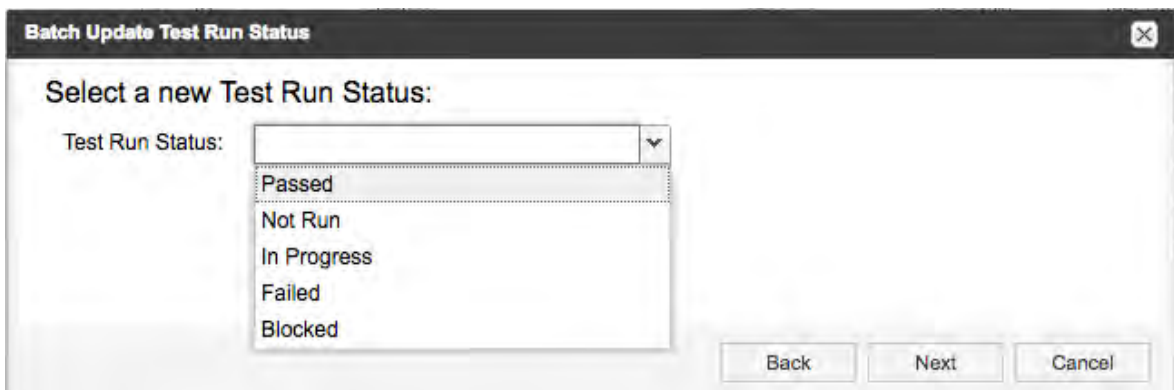 Batch Update Test Run Status
Select a new Test Run Status:
Test Run Status:
Passed
Not Run
In Progress
Failed
Blocked
Back Next Cancel